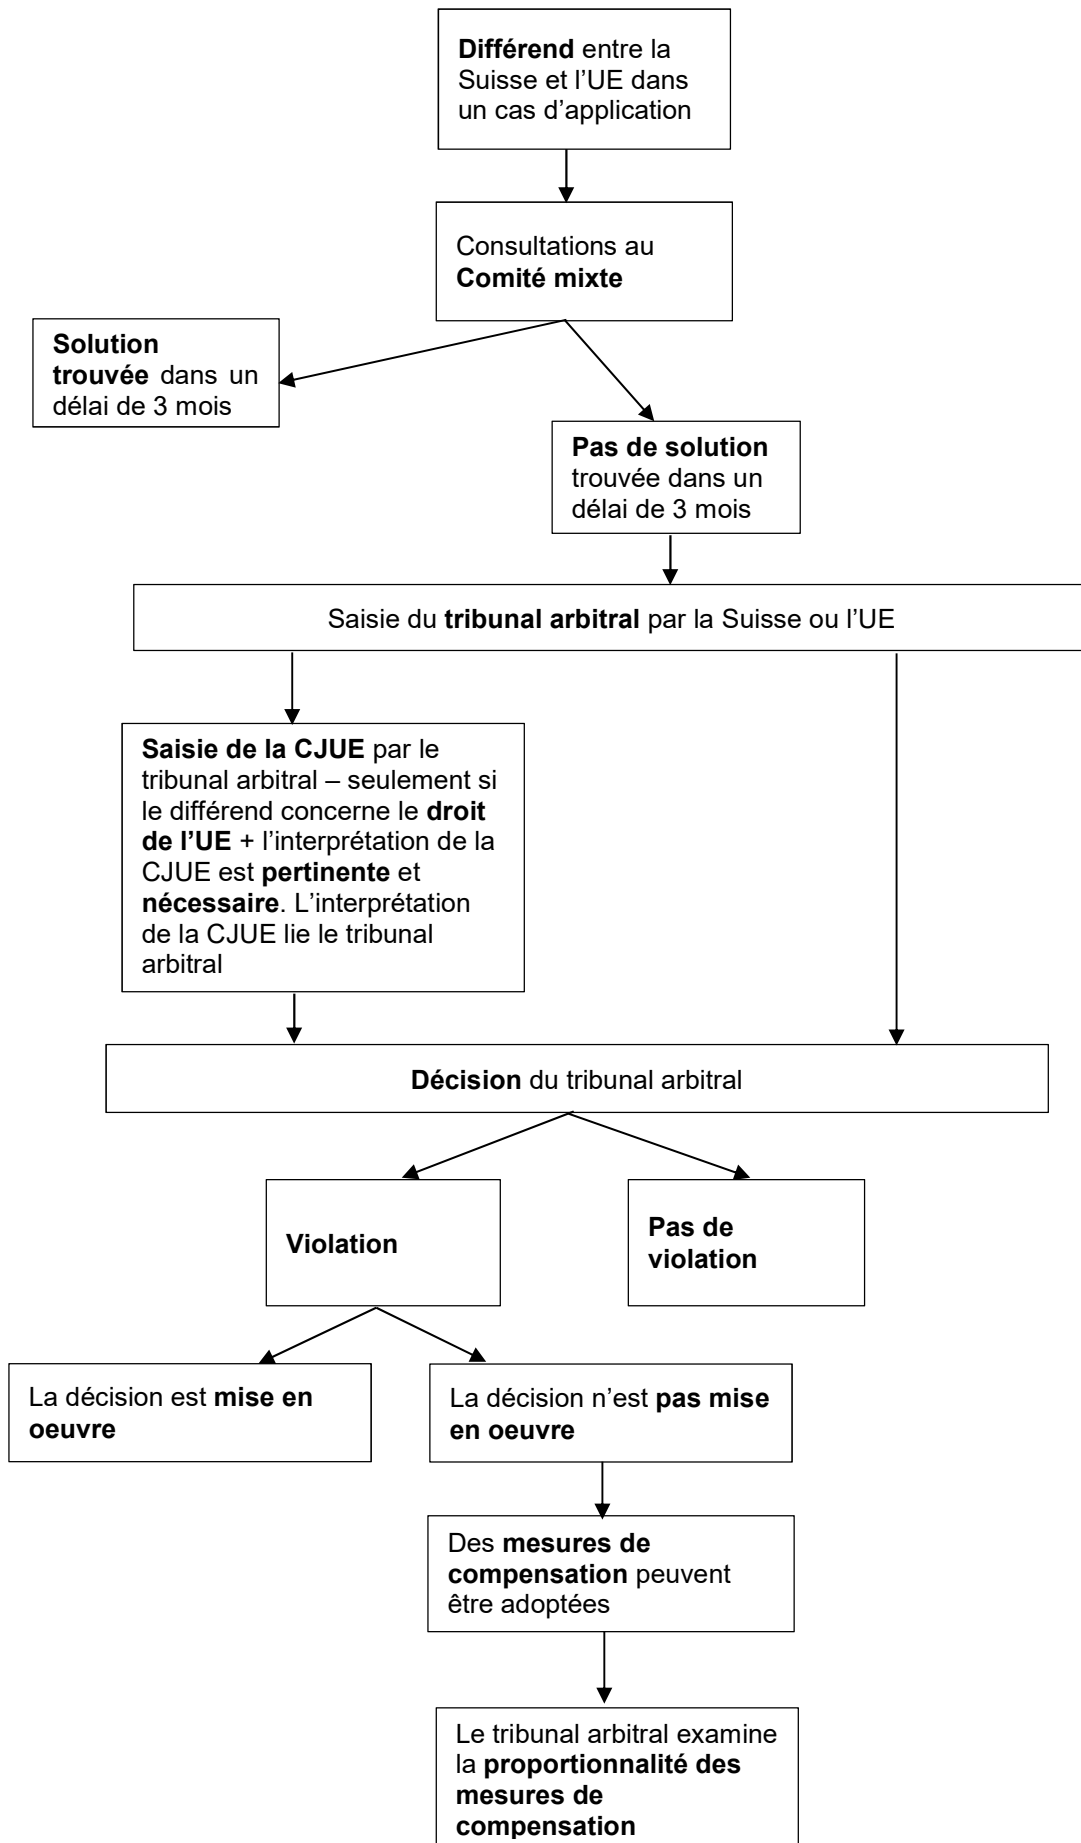 Différend entre la
Suisse et l’UE dans
un cas d’application
Consultations au
Comité mixte
Solution
trouvée dans un
délai de 3 mois
Pas de solution
trouvée dans un
délai de 3 mois
Saisie du tribunal arbitral par la Suisse ou l’UE
Saisie de la CJUE par le
tribunal arbitral – seulement si
le différend concerne le droit
de l’UE + l’interprétation de la
CJUE est pertinente et
nécessaire. L’interprétation
de la CJUE lie le tribunal
arbitral
Décision du tribunal arbitral
Violation
Pas de
violation
La décision est mise en
oeuvre
La décision n’est pas mise
en oeuvre
Des mesures de
compensation peuvent
être adoptées
Le tribunal arbitral examine
la proportionnalité des
mesures de
compensation